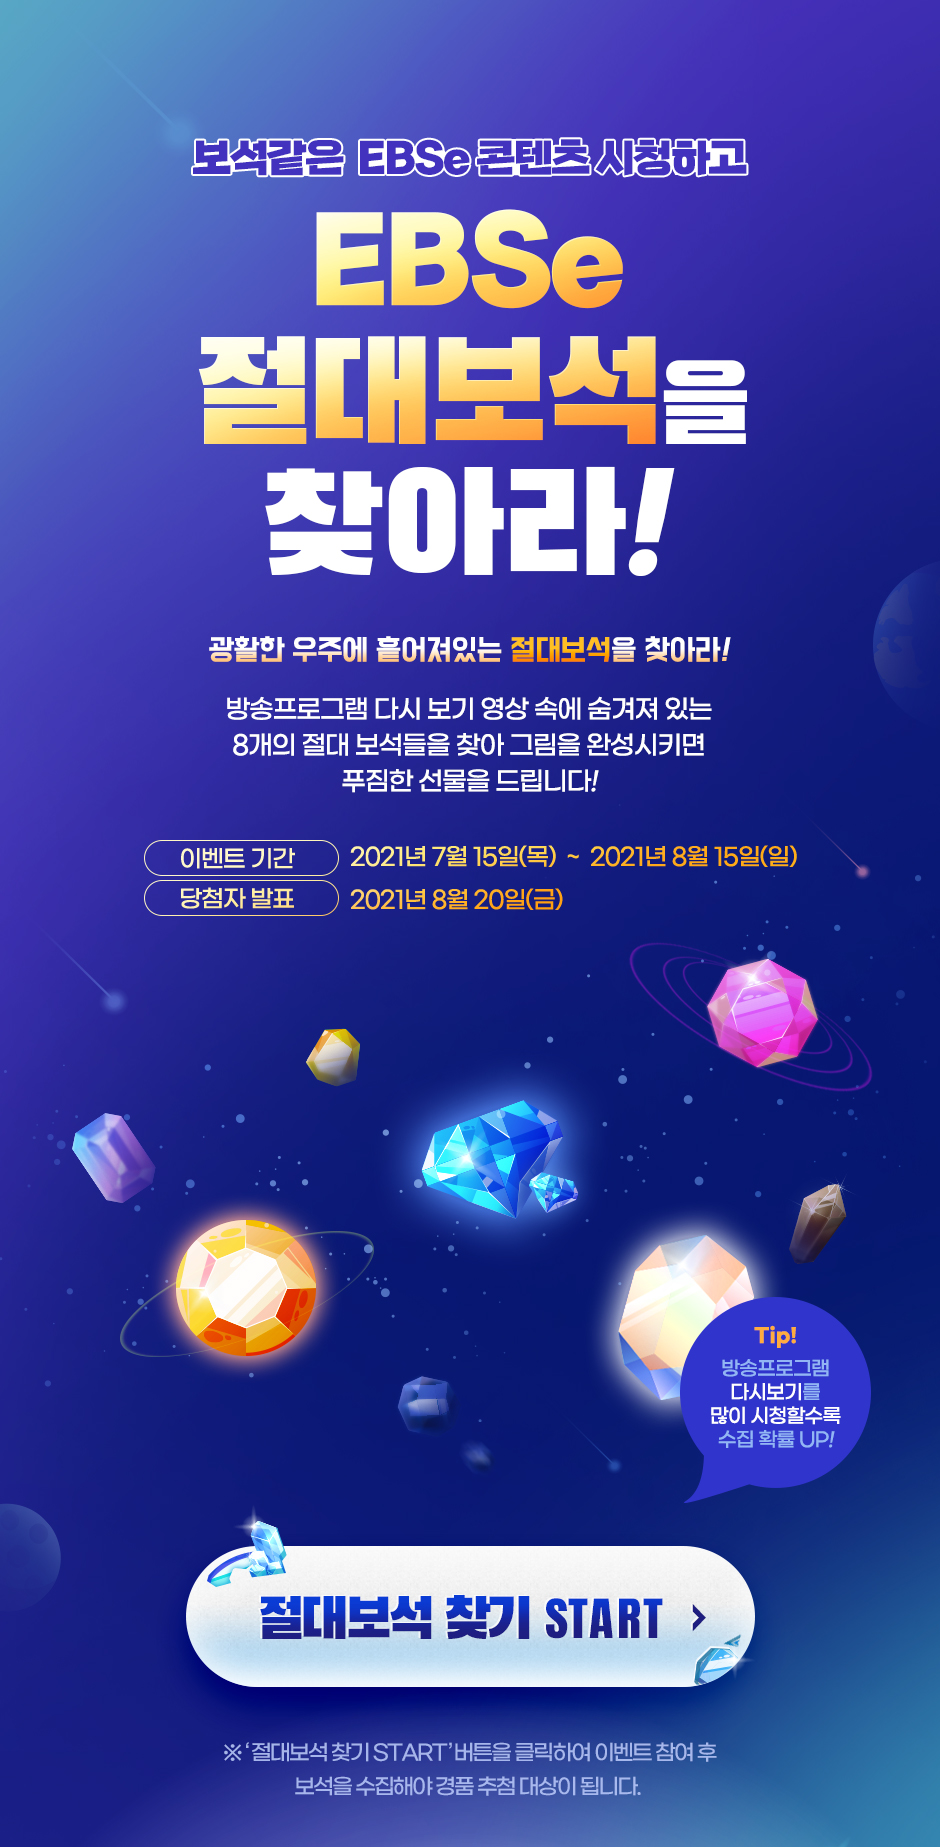 보석같은 EBSe 콘텐츠 시청하고
EBSe
절대보석을
찾아라!
광활한 우주에 흩어져있는 절대보석을 찾아라!
방송프로그램 다시 보기 영상 속에 숨겨져 있는
8개의 절대 보석들을 찾아 그림을 완성시키면
푸짐한 선물을 드립니다!
이벤트 기간 2021년 7월 15일(목) ~ 2021년 8월 15일(일)
당첨자 발표 2021년 8월 20일(금)
Tip!
방송프로그램
다시보기를
많이 시청할수록
수집 확률 UP!
절대보석 찾기 START >
※ '절대보석 찾기 START' 버튼을 클릭하여 이벤트 참여 후
보석을 수집해야 경품 추첨 대상이 됩니다.